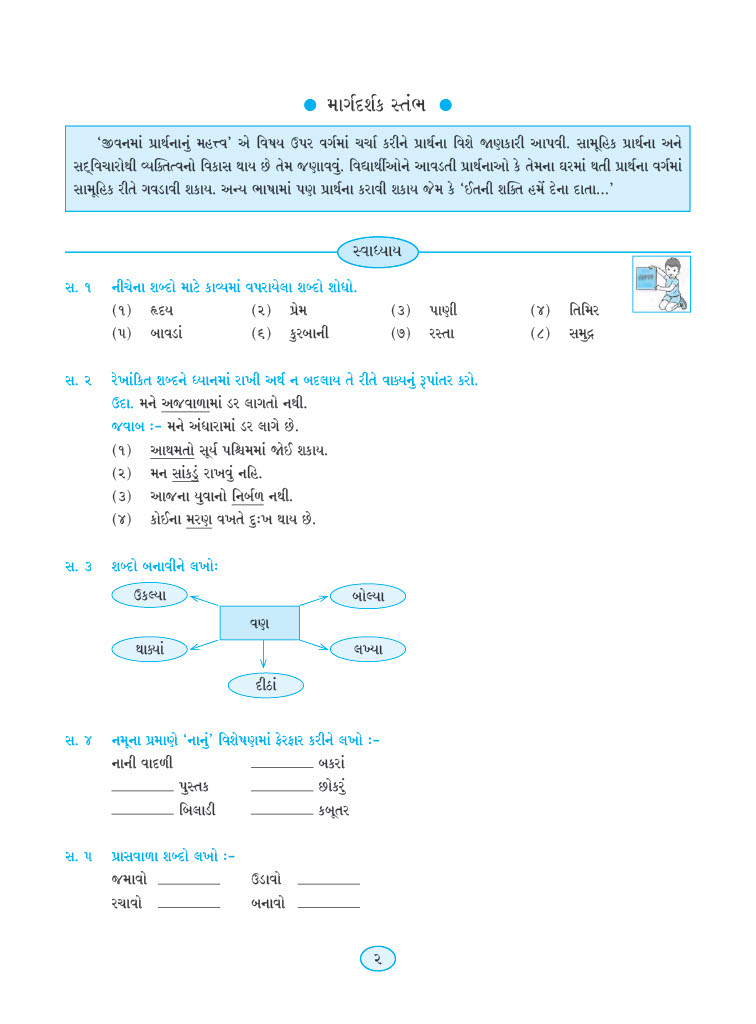 માર્ગદર્શક સ્તંભ
‘જીવનમાં પ્રાર્થનાનું મહત્ત્વ’ એ વિષય ઉપર વર્ગમાં ચર્ચા કરીને પ્રાર્થના વિશે જાણકારી આપવી. સામૂહિક પ્રાર્થના અને
સદ્‌વિચારોથી વ્યક્તિત્વનો વિકાસ થાય છે તેમ જણાવવું. વિદ્યાર્થીઓને આવડતી પ્રાર્થનાઓ કે તેમના ઘરમાં થતી પ્રાર્થના વર્ગમાં
સામૂહિક રીતે ગવડાવી શકાય. અન્ય ભાષામાં પણ પ્રાર્થના કરાવી શકાય જેમ કે ‘ઈતની શક્તિ હમેં દેના દાતા...’
સ્વાધ્યાય
સ. ૧ નીચેના શબ્દો માટે કાવ્યમાં વપરાયેલા શબ્દો શોધો.
(૧) હૃદય (૨) પ્રેમ (૩) પાણી (૪) તિમિર
(૫) બાવડાં (૬) કુરબાની (૭) રસ્તા (૮) સમુદ્ર
સ. ૨ રેખાંકિત શબ્દને ધ્યાનમાં રાખી અર્થ ન બદલાય તે રીતે વાક્યનું રૂપાંતર કરો.
ઉદા. મને અજવાળામાં ડર લાગતો નથી.
જવાબ :- મને અંધારામાં ડર લાગે છે.
(૧) આથમતો સૂર્ય પશ્ચિમમાં જોઈ શકાય.
(૨) મન સાંકડું રાખવું નહિ.
(૩) આજના યુવાનો નિર્બળ નથી.
(૪) કોઈના મરણ વખતે દુઃખ થાય છે.
સ. ૩ શબ્દો બનાવીને લખોઃ
ઉકલ્યા બોલ્યા
વણ
થાક્યાં લખ્યા
દીઠાં
સ. ૪ નમૂના પ્રમાણે ‘નાનું’ વિશેષણમાં ફેરફાર કરીને લખો :-
નાની વાદળી ________ બકરાં
________ પુસ્તક ________ છોકરું
________ બિલાડી ________ કબૂતર
સ. ૫ પ્રાસવાળા શબ્દો લખો :-
જમાવો ________ ઉડાવો ________
રચાવો ________ બનાવો ________
૨